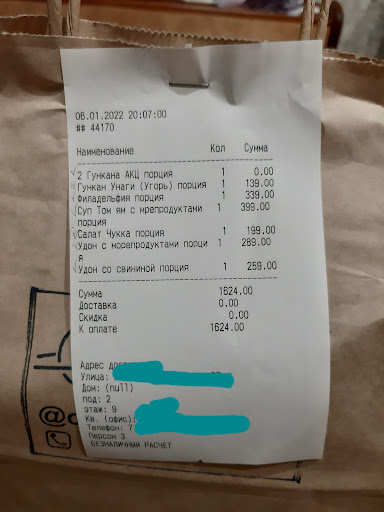 06.01.2022 20:07:00
## 44170
Наименование Кол Сумма
2 Гункана АКЦ порция 1 0.00
Гункан Унаги (Угорь) порция 1 139.00
Филадельфия порция 1 339.00
Суп Том ям с мрепродуктами 1 399.00
порция
Салат Чукка порция 1 199.00
Удон с морепродуктами порци 1 289.00
я
Удон со свининой порция 1 259.00
Сумма 1624.00
Доставка 0.00
Скидка 0.00
К оплате 1624.00
Адрес
Улица:
Дом: (null)
под: 2
этаж: 9
Кв. (офис):
Телефон: 7
Персон 3
БЕЗНАЛИЧНЫЙ РАСЧЕТ
@